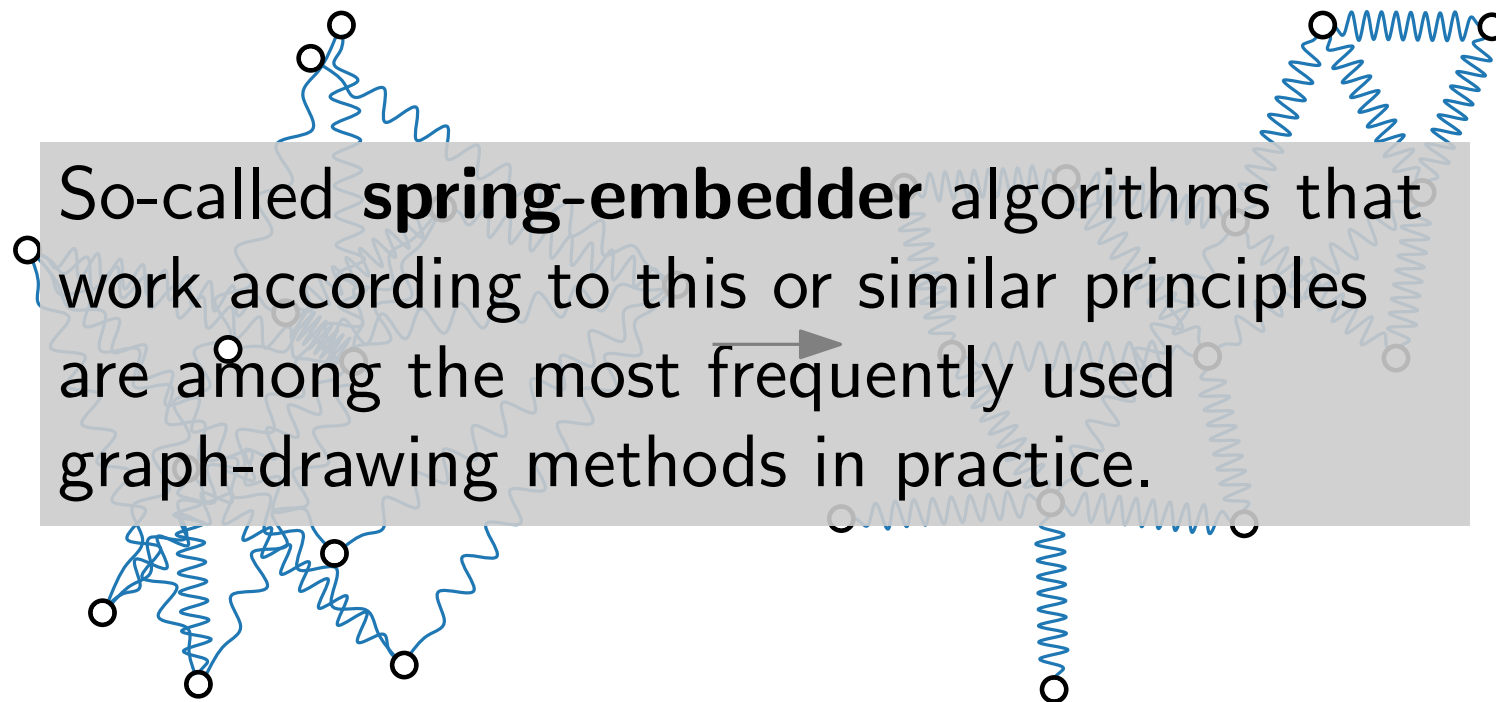 So-called spring-embedder algorithms that
work according to this or similar principles
are among the most frequently used
graph-drawing methods in practice.